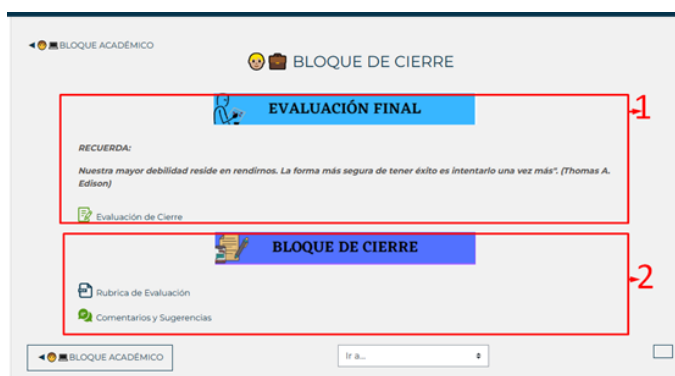 BLOQUE ACADÉMICO
BLOQUE DE CIERRE
EVALUACIÓN FINAL
1
RECUERDA:
Nuestra mayor debilidad reside en rendirnos. La forma más segura de tener éxito es intentarlo una vez más". (Thomas A.
Edison)
Evaluación de Cierre
BLOQUE DE CIERRE
2
Rubrica de Evaluación
Comentarios y Sugerencias
BLOQUE ACADÉMICO
Ir a...